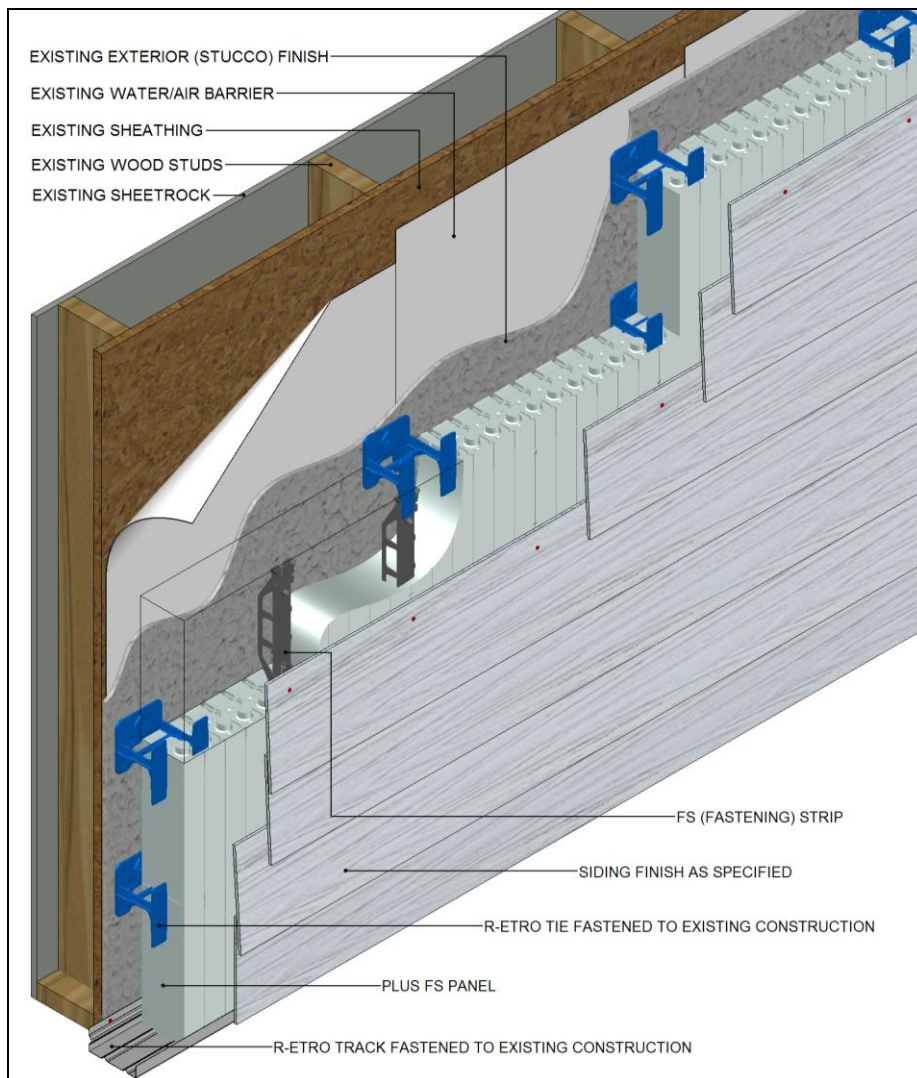 EXISTING EXTERIOR (STUCCO) FINISH
EXISTING WATER/AIR BARRIER
EXISTING SHEATHING
EXISTING WOOD STUDS
EXISTING SHEETROCK
FS (FASTENING) STRIP
SIDING FINISH AS SPECIFIED
R-ETRO TIE FASTENED TO EXISTING CONSTRUCTION
PLUS FS PANEL
R-ETRO TRACK FASTENED TO EXISTING CONSTRUCTION